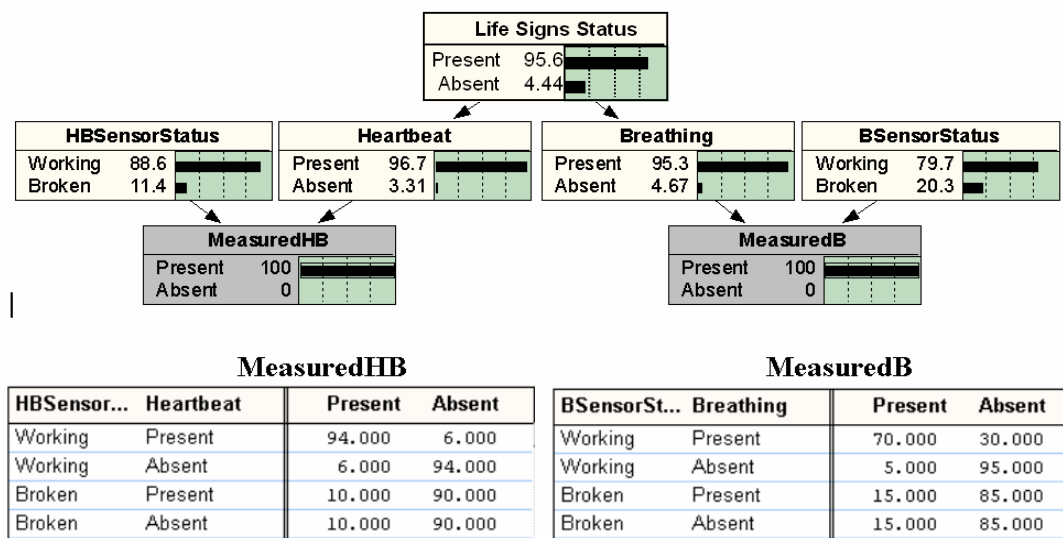 Life Signs Status
Present 95.6
Absent 4.44
HBSensorStatus
Working 88.6
Broken 11.4
Heartbeat
Present 96.7
Absent 3.31
Breathing
Present 95.3
Absent 4.67
BSensorStatus
Working 79.7
Broken 20.3
MeasuredHB
Present 100
Absent 0
MeasuredB
Present 100
Absent 0
MeasuredHB
HBSensor... Heartbeat Present Absent
Working Present 94.000 6.000
Working Absent 6.000 94.000
Broken Present 10.000 90.000
Broken Absent 10.000 90.000
MeasuredB
BSensorSt... Breathing Present Absent
Working Present 70.000 30.000
Working Absent 5.000 95.000
Broken Present 15.000 85.000
Broken Absent 15.000 85.000